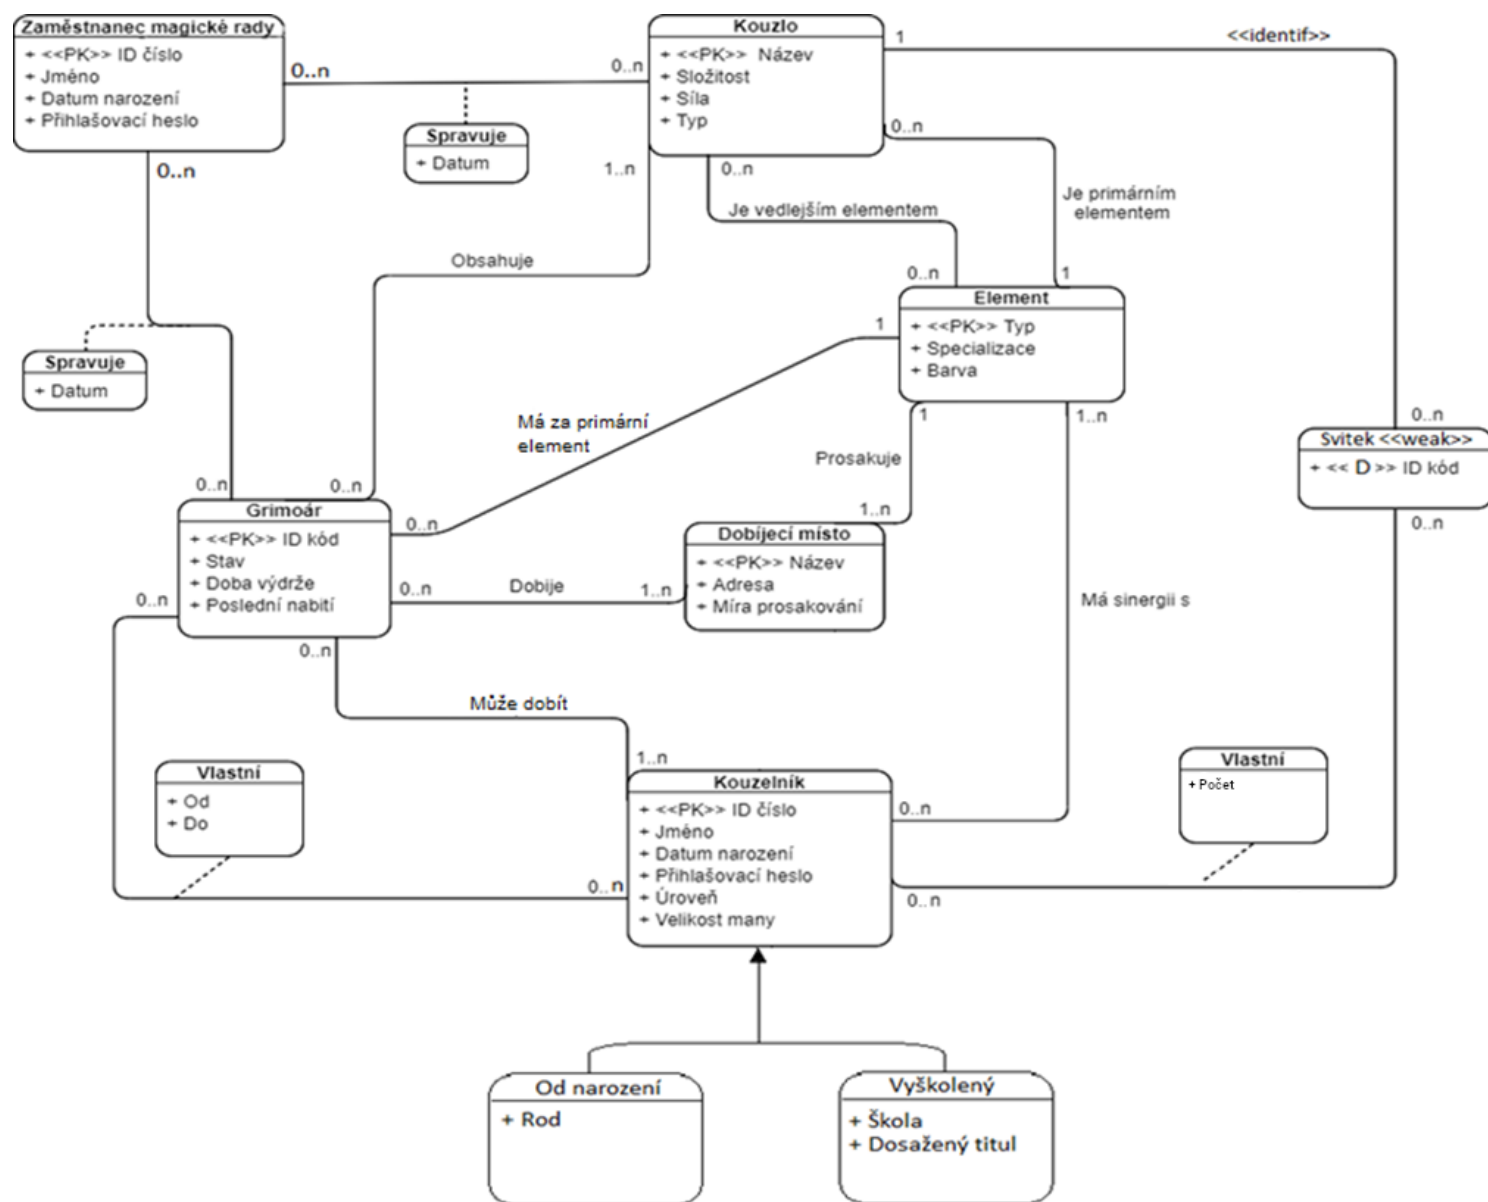 Zaměstnanec magické rady
+ <<PK>> ID číslo
+ Jméno
+ Datum narození
+ Přihlašovací heslo
0..n
0..n
Kouzlo
+ <<PK>> Název
+ Složitost
+ Síla
+ Typ
1
<<identif>>
Spravuje
+ Datum
0..n
1..n
0..n
0..n
Je vedlejším elementem
Je primárním
elementem
Obsahuje
0..n
1
Element
+ <<PK>> Typ
+ Specializace
+ Barva
1
Spravuje
+ Datum
Má za primární
element
1
1..n
0..n
Prosakuje
Svitek <<weak>>
+ << D >> ID kód
0..n
0..n
0..n
Grimoár
+ <<PK>> ID kód
+ Stav
+ Doba výdrže
+ Poslední nabití
0..n
1..n
Dobíjecí místo
+ <<PK>> Název
+ Adresa
+ Míra prosakování
0..n
Dobije
1..n
0..n
Má sinergii s
0..n
Může dobít
1..n
Vlastní
+ Od
+ Do
Vlastní
+ Počet
Kouzelník
+ <<PK>> ID číslo
+ Jméno
+ Datum narození
+ Přihlašovací heslo
+ Úroveň
+ Velikost many
0..n
0..n
0..n
Od narození
+ Rod
Vyškolený
+ Škola
+ Dosažený titul